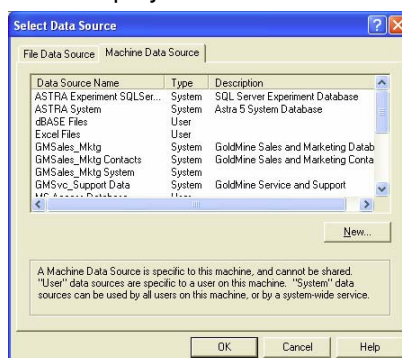 Select Data Source
File Data Source Machine Data Source
Data Source Name Type Description
ASTRA Experiment SQLSer... System SQL Server Experiment Database
ASTRA System System Astra 5 System Database
dBASE Files User
Excel Files User
GMSales_Mktg System GoldMine Sales and Marketing Datab
GMSales_Mktg Contacts System GoldMine Sales and Marketing Conta
GMSales_Mktg System System
GMSvc_Support Data System GoldMine Service and Support
New...
A Machine Data Source is specific to this machine, and cannot be shared.
"User" data sources are specific to a user on this machine. "System" data
sources can be used by all users on this machine, or by a system-wide service.
OK Cancel Help